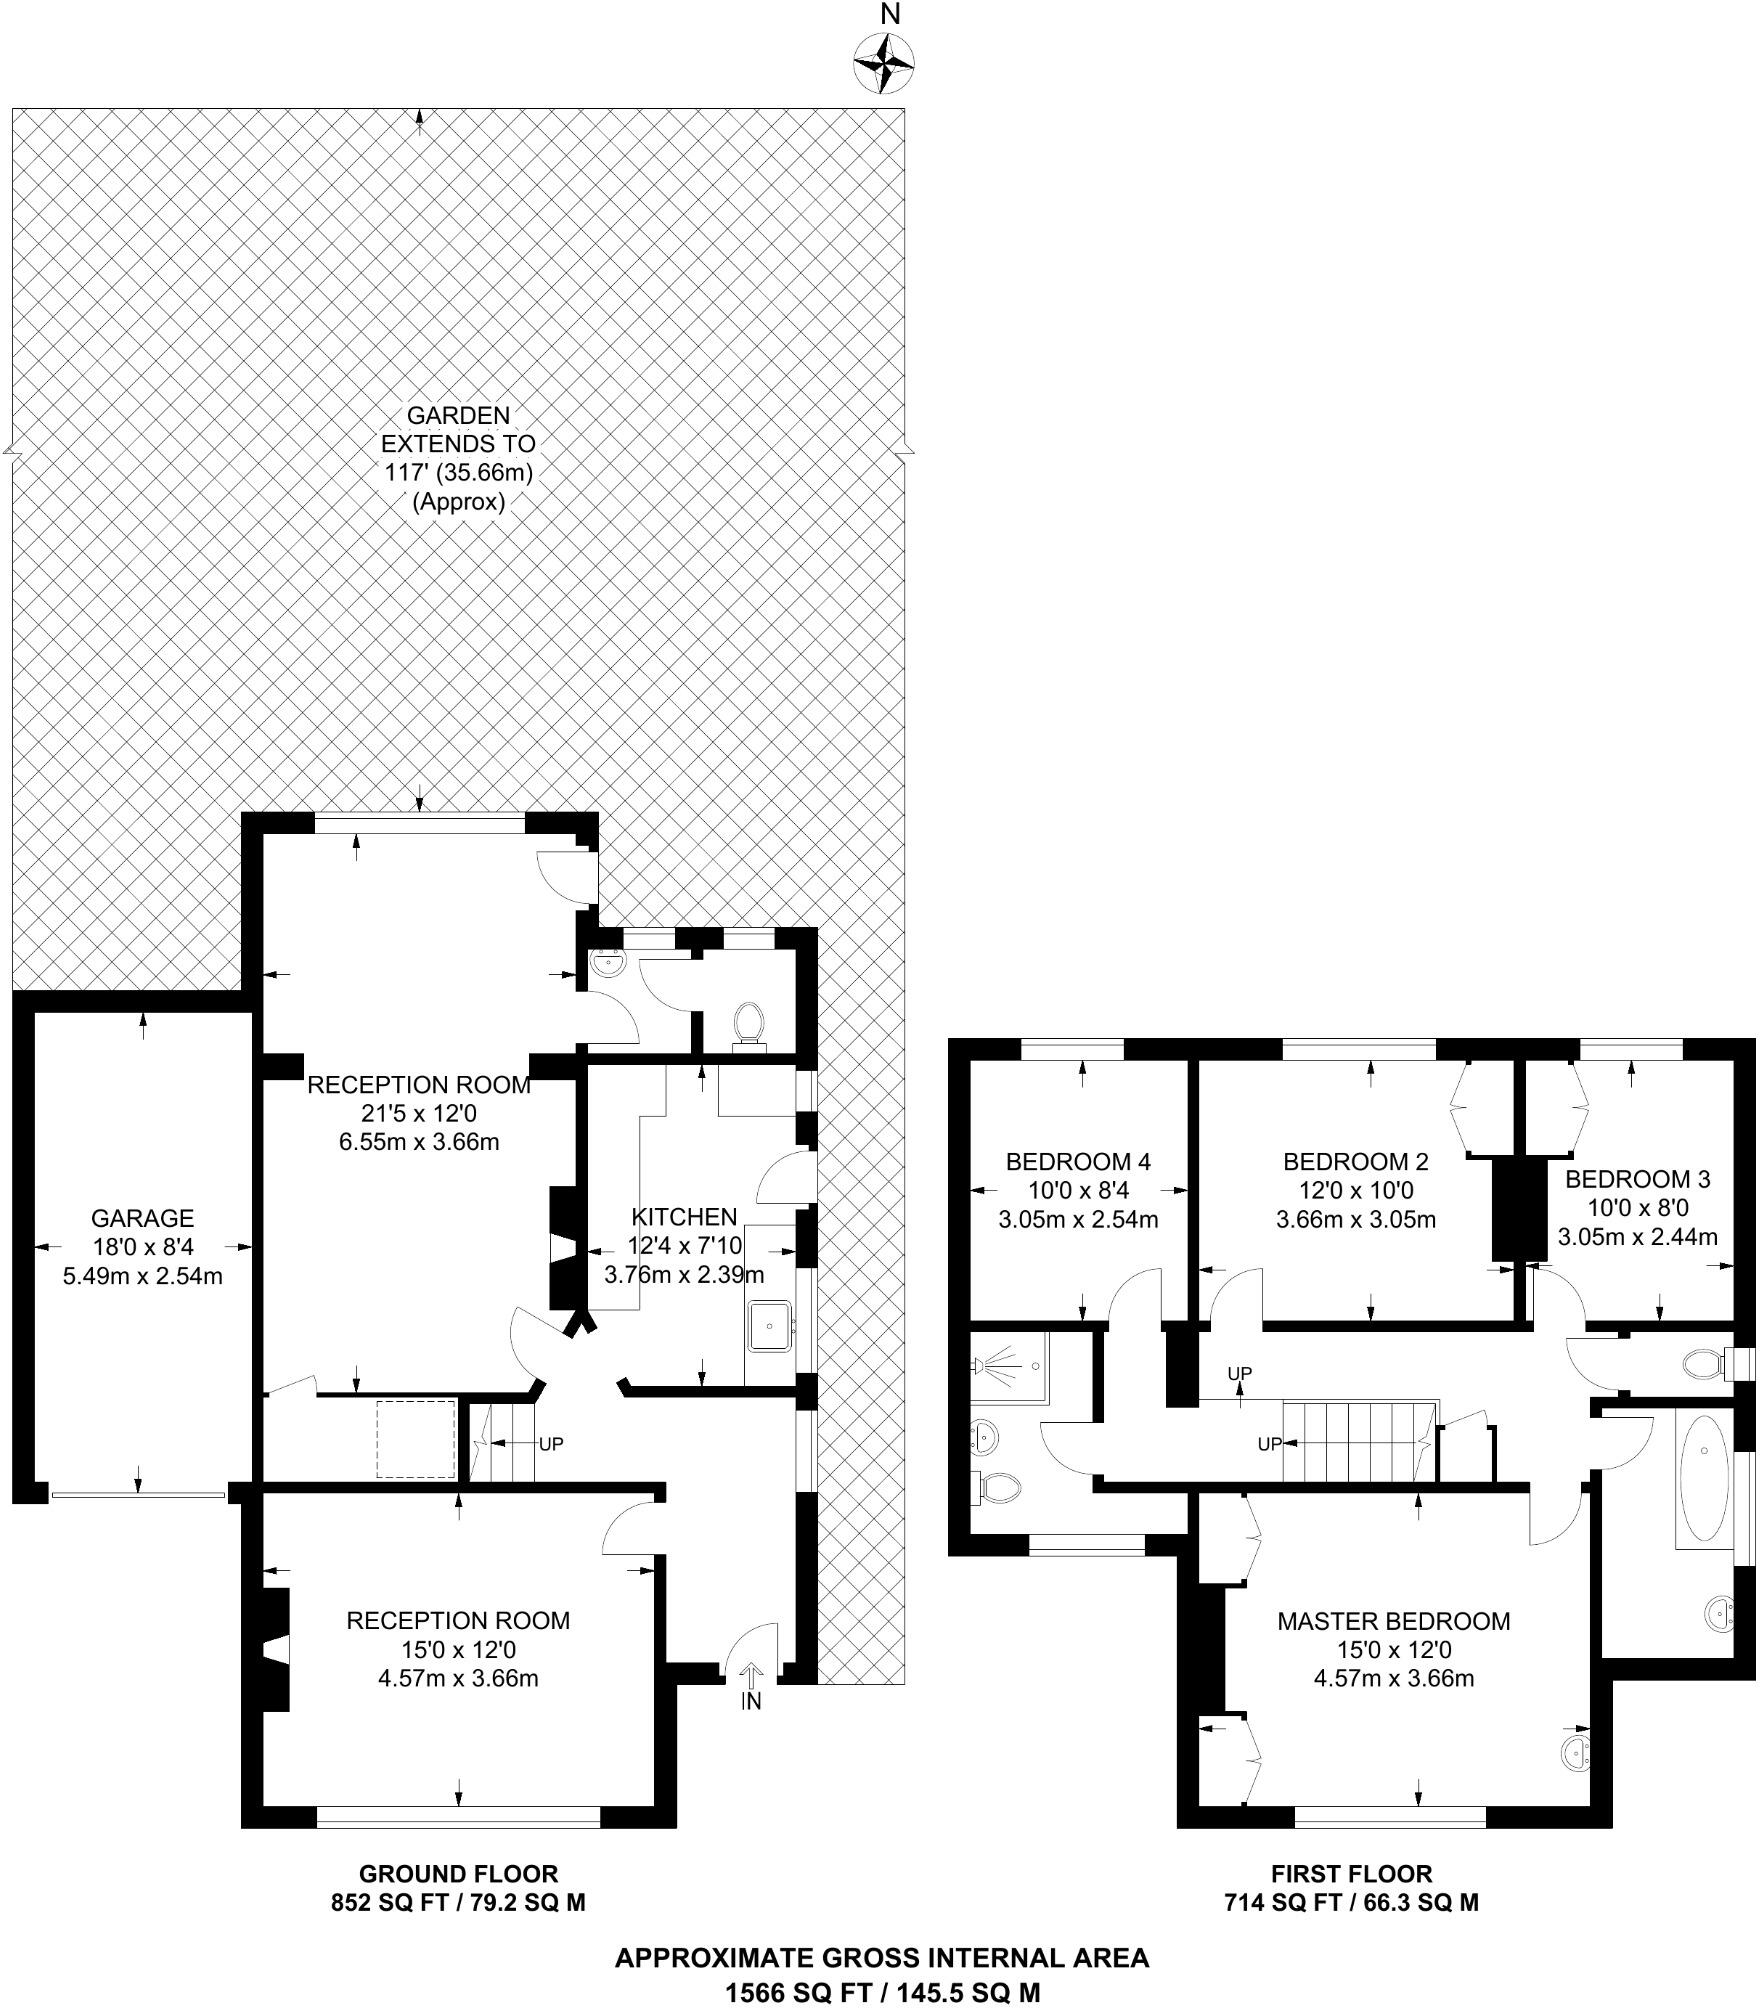 N
GARDEN
EXTENDS TO
117' (35.66m)
(Approx)
RECEPTION ROOM
21'5 x 12'0
6.55m x 3.66m
GARAGE
18'0 x 8'4
5.49m x 2.54m
KITCHEN
12'4 x 7'10
3.76m x 2.39m
UP
RECEPTION ROOM
15'0 x 12'0
4.57m x 3.66m
IN
GROUND FLOOR
852 SQ FT / 79.2 SQ M
BEDROOM 4
10'0 x 8'4
3.05m x 2.54m
BEDROOM 2
12'0 x 10'0
3.66m x 3.05m
BEDROOM 3
10'0 x 8'0
3.05m x 2.44m
UP
UP
MASTER BEDROOM
15'0 x 12'0
4.57m x 3.66m
FIRST FLOOR
714 SQ FT / 66.3 SQ M
APPROXIMATE GROSS INTERNAL AREA
1566 SQ FT / 145.5 SQ M